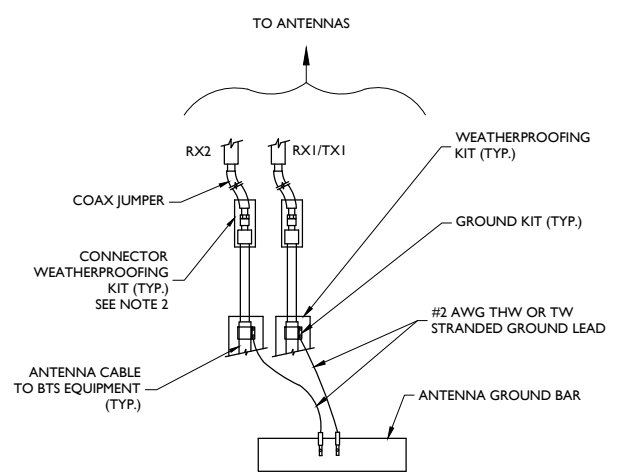 TO ANTENNAS
RX2
RX1/TX1
WEATHERPROOFING
KIT (TYP.)
COAX JUMPER
GROUND KIT (TYP.)
CONNECTOR
WEATHERPROOFING
KIT (TYP.)
SEE NOTE 2
#2 AWG THW OR TW
STRANDED GROUND LEAD
ANTENNA CABLE
TO BTS EQUIPMENT
(TYP.)
ANTENNA GROUND BAR